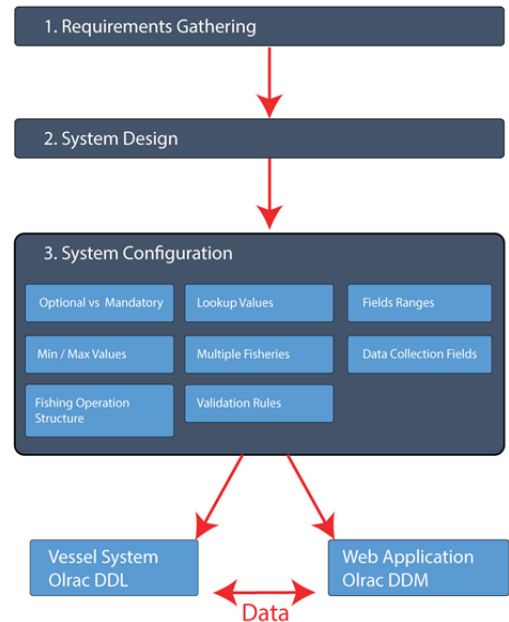 1. Requirements Gathering
2. System Design
3. System Configuration
Optional vs Mandatory
Lookup Values
Fields Ranges
Min / Max Values
Multiple Fisheries
Data Collection Fields
Fishing Operation
Structure
Validation Rules
Vessel System
Olrac DDL
Web Application
Olrac DDM
Data